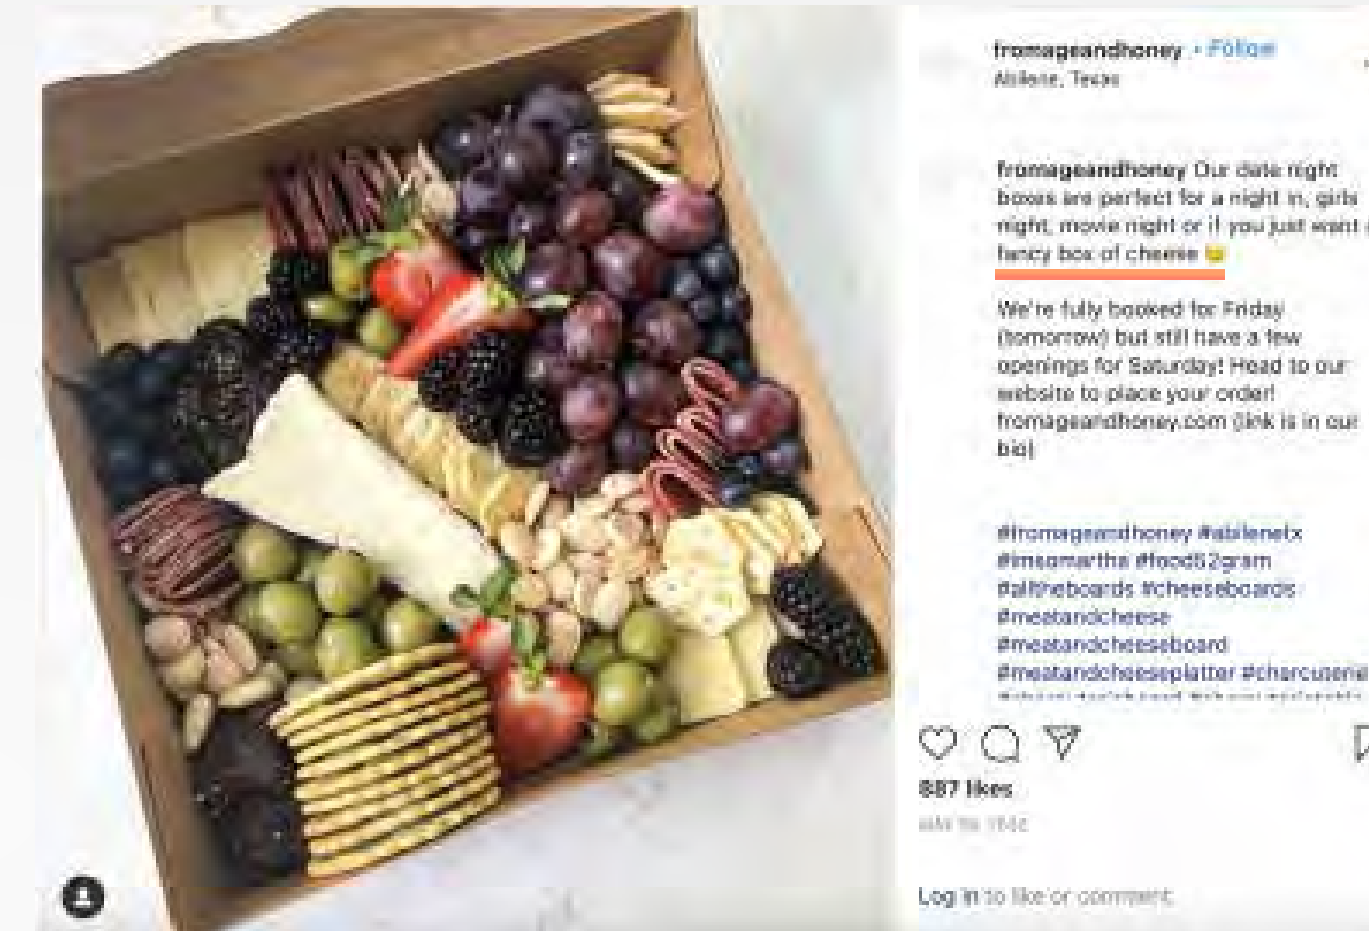 fromageandhoney • Follow
Abilene, Texas
fromageandhoney Our date night
boxes are perfect for a night in, girls
night, movie night or if you just want
fancy box of cheese 😉
We're fully booked for Friday
(tomorrow) but still have a few
openings for Saturday! Head to our
website to place your order!
fromageandhoney.com (link is in our
bio)
#fromageandhoney #abilenetx
#imsomartha #food52gram
#alltheboards #cheeseboards
#meatandcheese
#meatandcheeseboard
#meatandcheeseplatter #charcuterie
887 likes
Log in to like or comment.